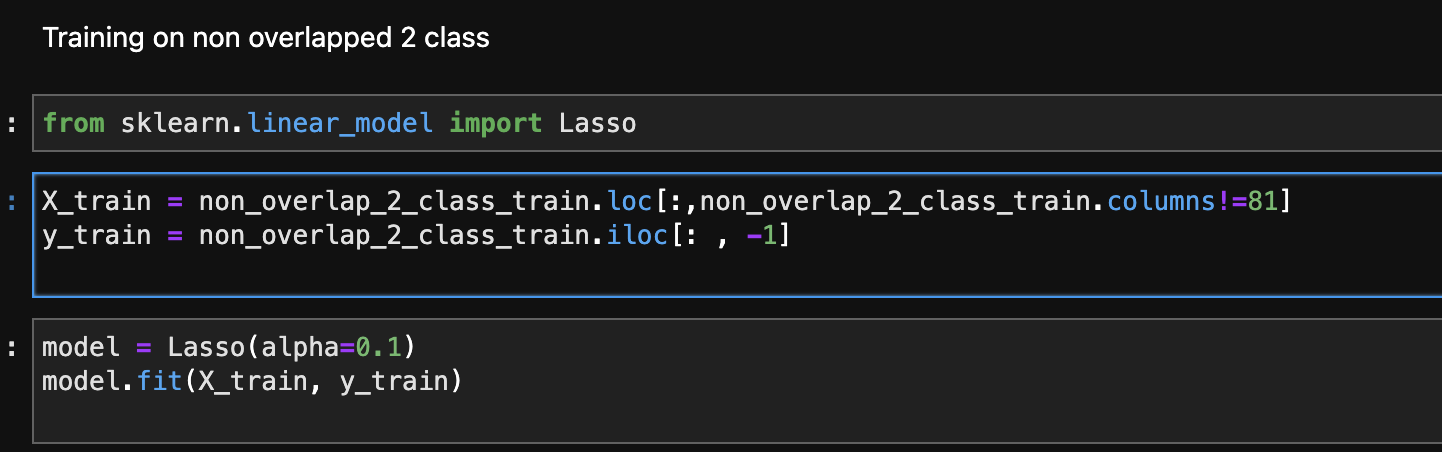 Training on non overlapped 2 class
: from sklearn.linear_model import Lasso
: X_train = non_overlap_2_class_train.loc[:,non_overlap_2_class_train.columns!=81]
y_train = non_overlap_2_class_train.iloc[: , -1]
: model = Lasso(alpha=0.1)
model.fit(X_train, y_train)